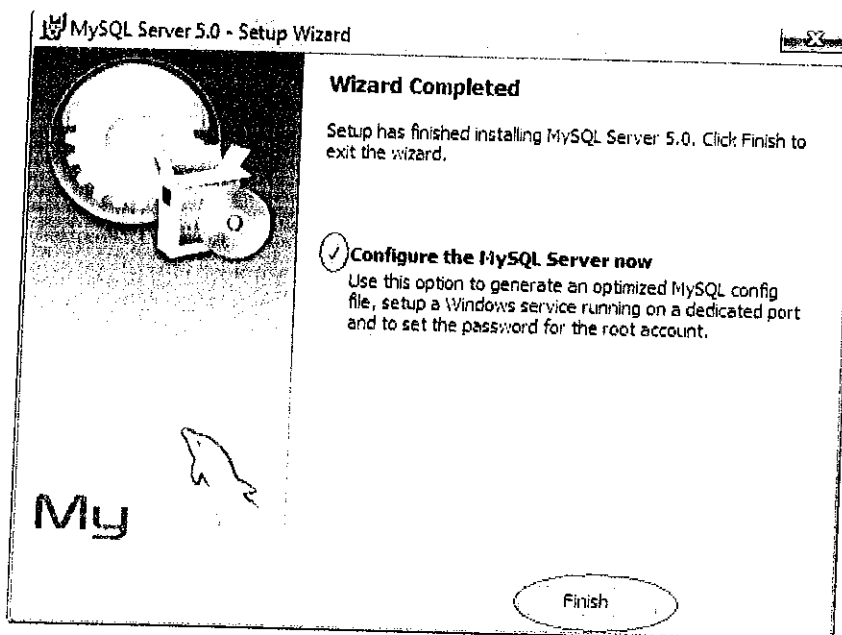 MySQL Server 5.0 - Setup Wizard
Wizard Completed
Setup has finished installing MySQL Server 5.0. Click Finish to
exit the wizard.
Configure the MySQL Server now
Use this option to generate an optimized MySQL config
file, setup a Windows service running on a dedicated port
and to set the password for the root account.
My
Finish